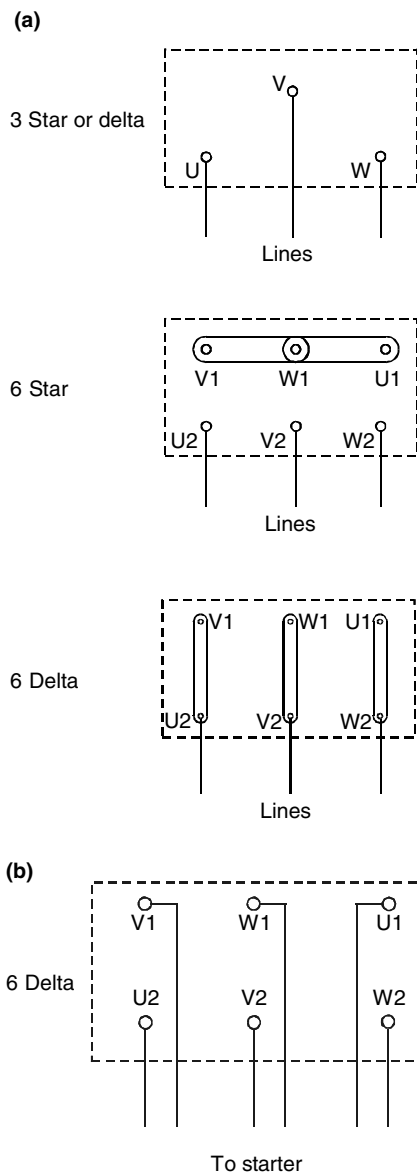 (a)
3 Star or delta
V
U W
Lines
6 Star
V1 W1 U1
U2 V2 W2
Lines
6 Delta
V1 W1 U1
U2 V2 W2
Lines
(b)
6 Delta
V1 W1 U1
U2 V2 W2
To starter